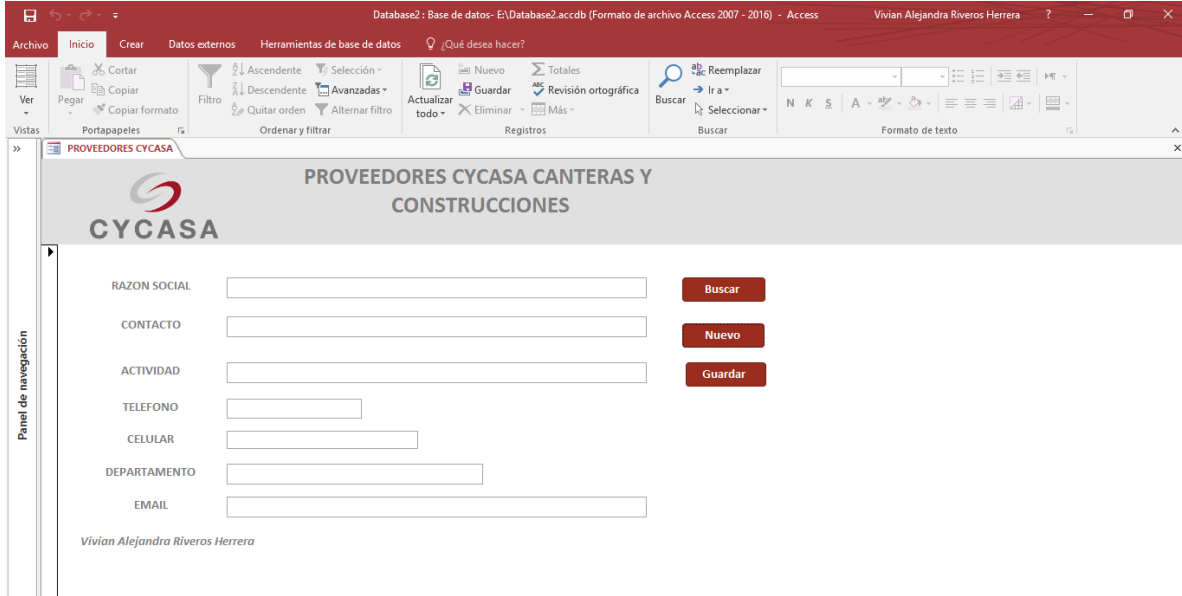 Database2 : Base de datos- E:\Database2.accdb (Formato de archivo Access 2007 - 2016) - Access
Vivian Alejandra Riveros Herrera
?
Archivo
Inicio
Crear
Datos externos
Herramientas de base de datos
¿Qué desea hacer?
Ver
Vistas
Pegar
Cortar
Copiar
Copiar formato
Portapapeles
Filtro
Ascendente
Descendente
Quitar orden
Selección
Avanzadas
Alternar filtro
Ordenar y filtrar
Actualizar
todo
Nuevo
Guardar
Eliminar
Totales
Revisión ortográfica
Más
Registros
Buscar
Reemplazar
Ir a
Seleccionar
Buscar
N K S A
Formato de texto
PROVEEDORES CYCASA
Panel de navegación
CYCASA
PROVEEDORES CYCASA CANTERAS Y
CONSTRUCCIONES
RAZON SOCIAL
Buscar
CONTACTO
Nuevo
ACTIVIDAD
Guardar
TELEFONO
CELULAR
DEPARTAMENTO
EMAIL
Vivian Alejandra Riveros Herrera